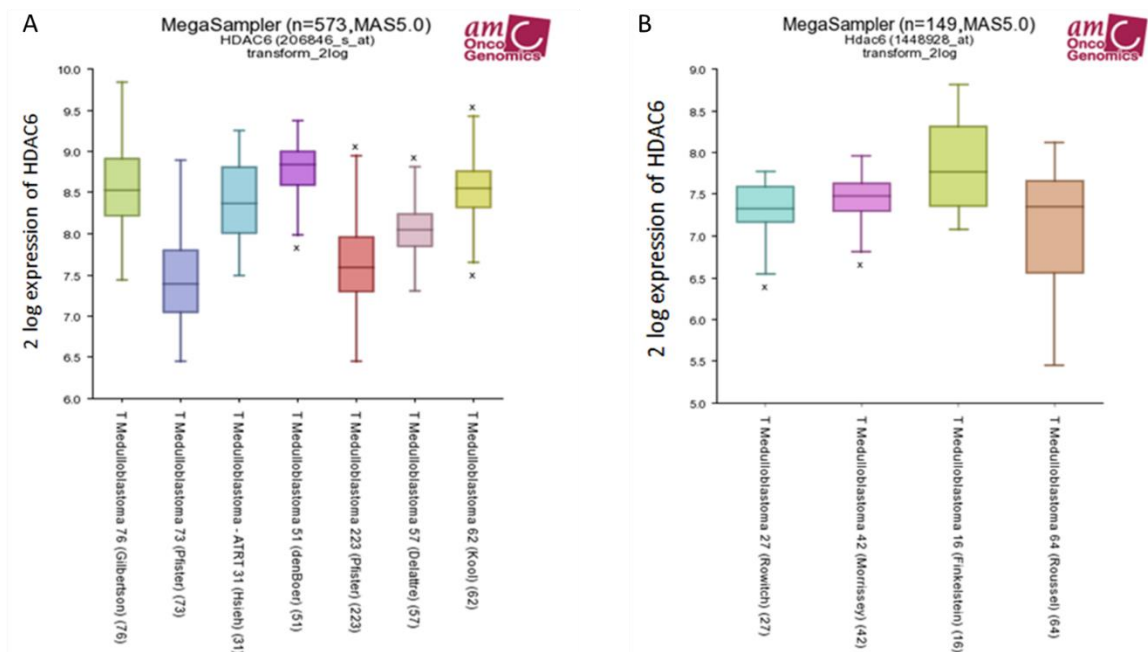 A
MegaSampler (n=573,MAS5.0)
HDAC6 (206846_s_at)
transform_2log
am
Onco
Genomics
2 log expression of HDAC6
10.0
9.5
9.0
8.5
8.0
7.5
7.0
6.5
6.0
T Medulloblastoma 76 (Gilbertson) (76)
T Medulloblastoma 73 (Pfister) (73)
T Medulloblastoma - ATRT 31 (Hsieh) (31)
T Medulloblastoma 51 (denBoer) (51)
T Medulloblastoma 223 (Pfister) (223)
T Medulloblastoma 57 (Delattre) (57)
T Medulloblastoma 62 (Kool) (62)
B
MegaSampler (n=149,MAS5.0)
Hdac6 (1448928_at)
transform_2log
am
Onco
Genomics
2 log expression of HDAC6
9.0
8.5
8.0
7.5
7.0
6.5
6.0
5.5
5.0
T Medulloblastoma 27 (Rowitch) (27)
T Medulloblastoma 42 (Morrissey) (42)
T Medulloblastoma 16 (Finkelstein) (16)
T Medulloblastoma 64 (Roussel) (64)